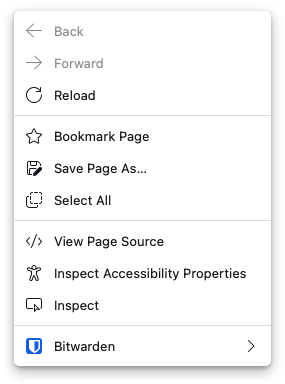 Back
Forward
Reload
Bookmark Page
Save Page As...
Select All
View Page Source
Inspect Accessibility Properties
Inspect
Bitwarden